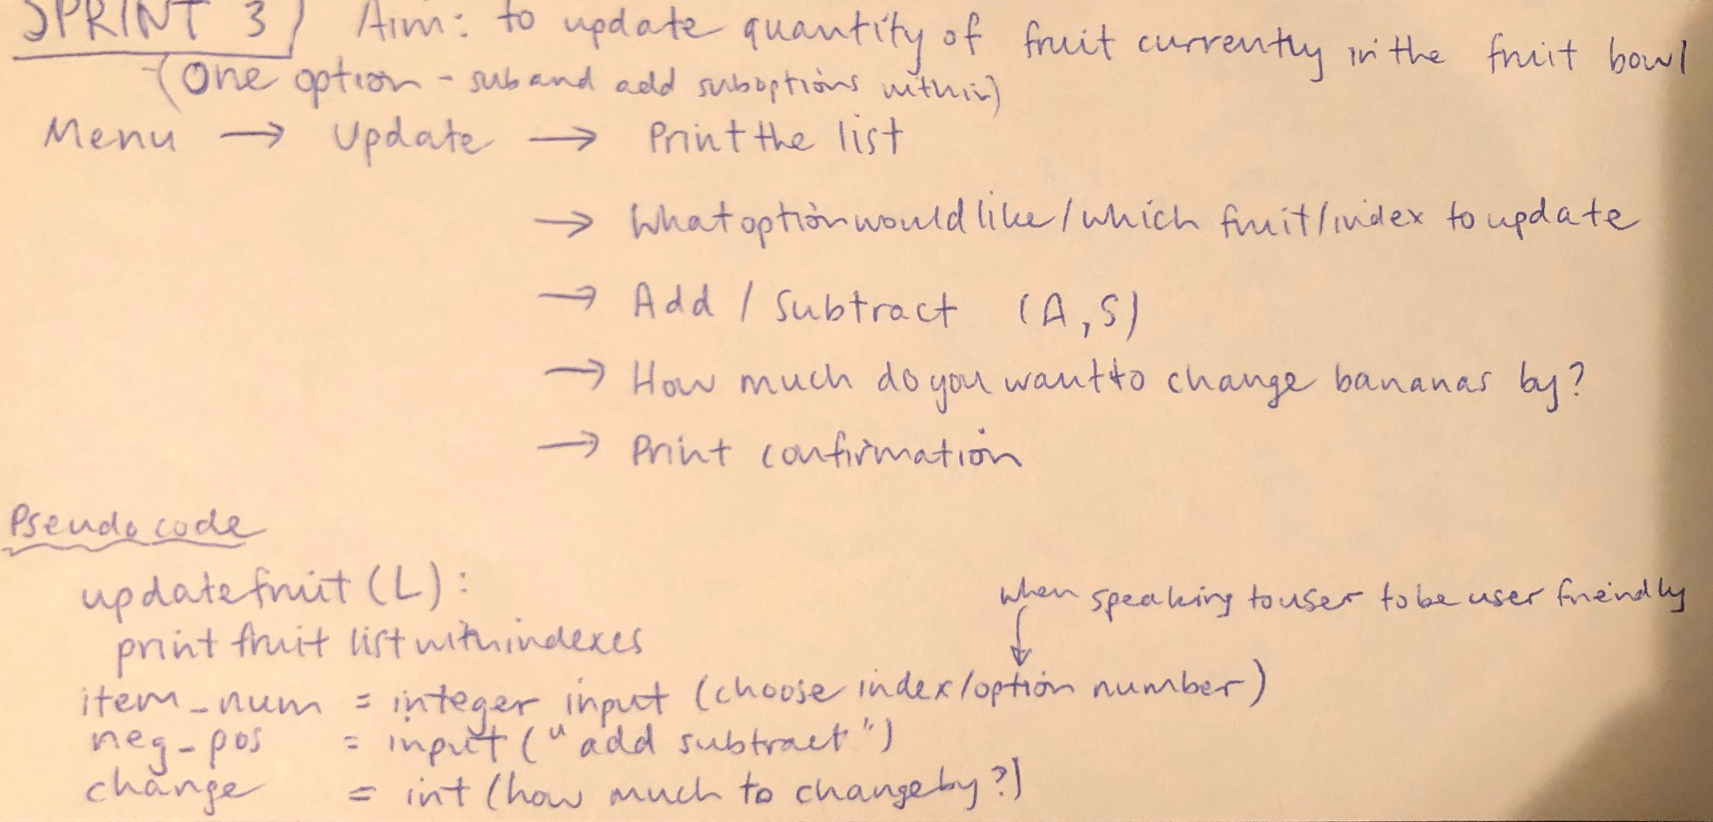 SPRINT 3 Aim: to update quantity of fruit currently in the fruit bowl
(One option - sub and add suboptions within)
Menu → Update → Print the list
→ What option would like / which fruit/index to update
→ Add / Subtract (A, S)
→ How much do you want to change bananas by?
→ Print confirmation
Pseudo code
updatefruit (L):
when speaking to user to be user friendly
print fruit list with indexes
item_num = integer input (choose index/option number)
neg_pos = input ("add subtract")
change = int (how much to change by?)